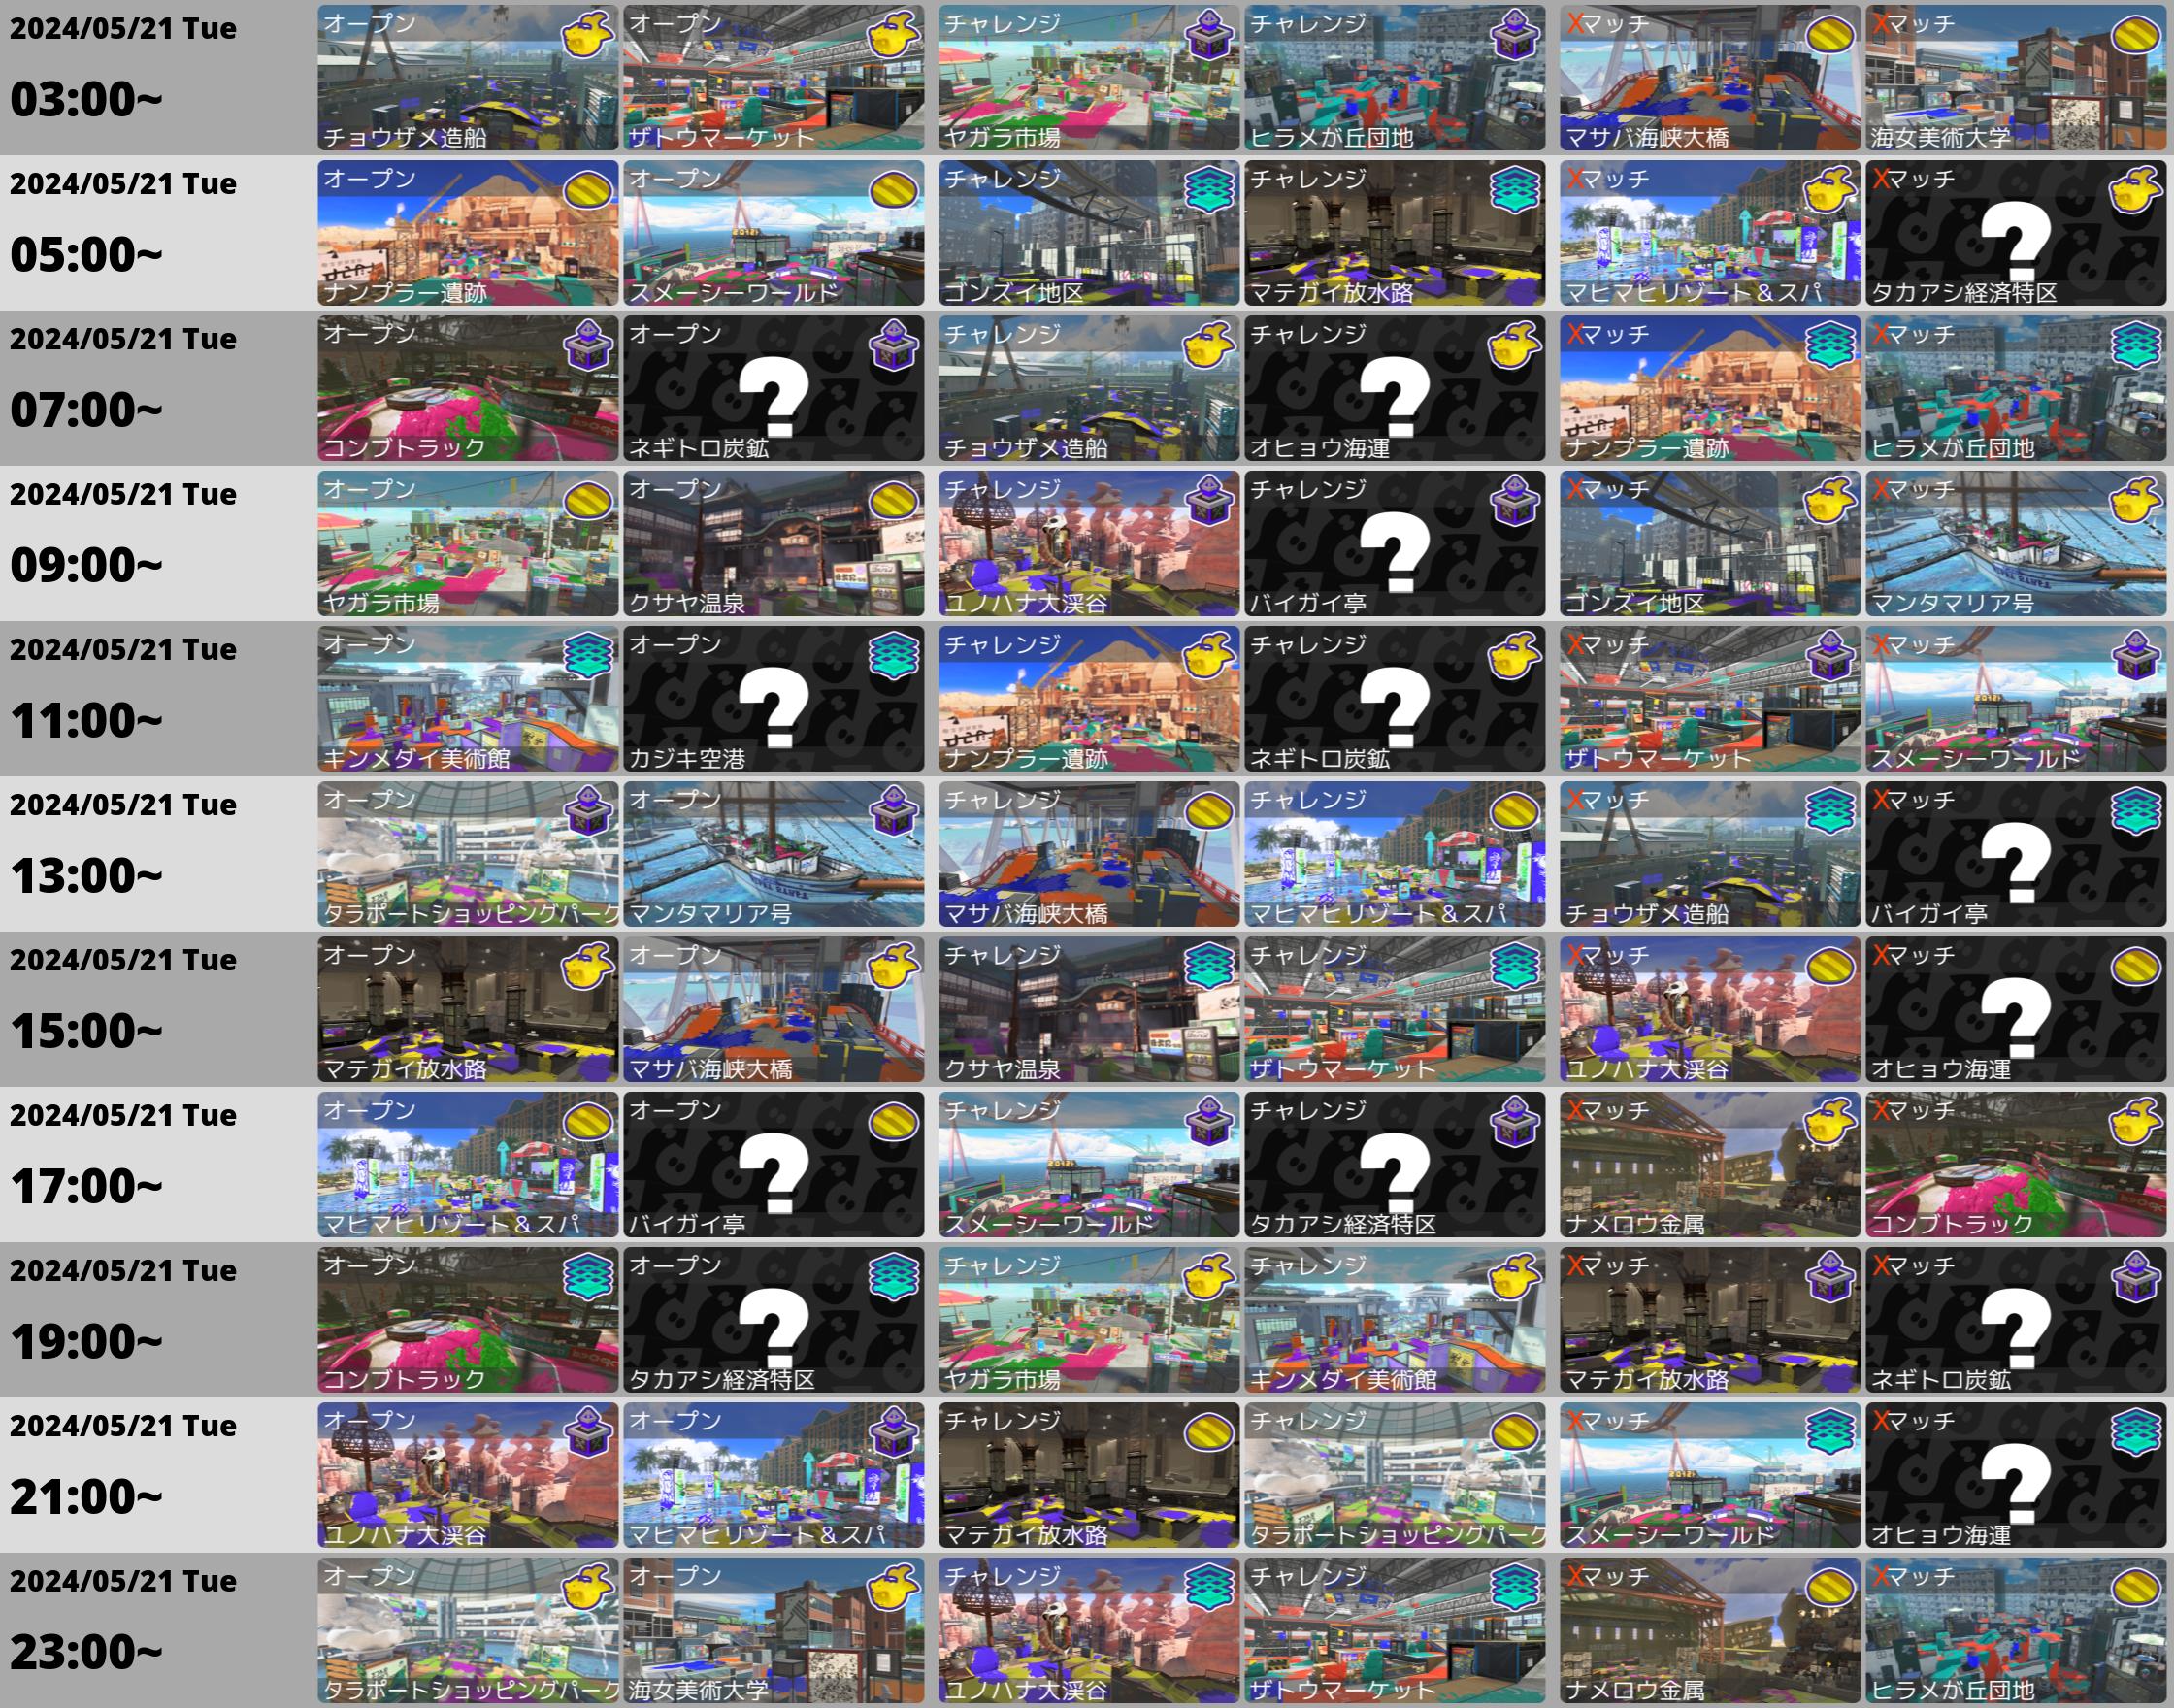 2024/05/21 Tue
03:00~
オープン
チョウザメ造船
オープン
ザトウマーケット
チャレンジ
ヤガラ市場
チャレンジ
ヒラメが丘団地
Xマッチ
マサバ海峡大橋
Xマッチ
海女美術大学
2024/05/21 Tue
05:00~
オープン
ナンプラー遺跡
オープン
スメーシーワールド
チャレンジ
ゴンズイ地区
チャレンジ
マテガイ放水路
Xマッチ
マヒマヒリゾート＆スパ
Xマッチ
?
タカアシ経済特区
2024/05/21 Tue
07:00~
オープン
コンブトラック
オープン
?
ネギトロ炭鉱
チャレンジ
チョウザメ造船
チャレンジ
?
オヒョウ海運
Xマッチ
ナンプラー遺跡
Xマッチ
ヒラメが丘団地
2024/05/21 Tue
09:00~
オープン
ヤガラ市場
オープン
クサヤ温泉
チャレンジ
ユノハナ大渓谷
チャレンジ
?
バイガイ亭
Xマッチ
ゴンズイ地区
Xマッチ
マンタマリア号
2024/05/21 Tue
11:00~
オープン
キンメダイ美術館
オープン
?
カジキ空港
チャレンジ
ナンプラー遺跡
チャレンジ
?
ネギトロ炭鉱
Xマッチ
ザトウマーケット
Xマッチ
スメーシーワールド
2024/05/21 Tue
13:00~
オープン
タラポートショッピングパーク
オープン
マンタマリア号
チャレンジ
マサバ海峡大橋
チャレンジ
マヒマヒリゾート＆スパ
Xマッチ
チョウザメ造船
Xマッチ
?
バイガイ亭
2024/05/21 Tue
15:00~
オープン
マテガイ放水路
オープン
マサバ海峡大橋
チャレンジ
クサヤ温泉
チャレンジ
ザトウマーケット
Xマッチ
ユノハナ大渓谷
Xマッチ
?
オヒョウ海運
2024/05/21 Tue
17:00~
オープン
マヒマヒリゾート＆スパ
オープン
?
バイガイ亭
チャレンジ
スメーシーワールド
チャレンジ
?
タカアシ経済特区
Xマッチ
ナメロウ金属
Xマッチ
コンブトラック
2024/05/21 Tue
19:00~
オープン
コンブトラック
オープン
?
タカアシ経済特区
チャレンジ
ヤガラ市場
チャレンジ
キンメダイ美術館
Xマッチ
マテガイ放水路
Xマッチ
?
ネギトロ炭鉱
2024/05/21 Tue
21:00~
オープン
ユノハナ大渓谷
オープン
マヒマヒリゾート＆スパ
チャレンジ
マテガイ放水路
チャレンジ
タラポートショッピングパーク
Xマッチ
スメーシーワールド
Xマッチ
?
オヒョウ海運
2024/05/21 Tue
23:00~
オープン
タラポートショッピングパーク
オープン
海女美術大学
チャレンジ
ユノハナ大渓谷
チャレンジ
ザトウマーケット
Xマッチ
ナメロウ金属
Xマッチ
ヒラメが丘団地